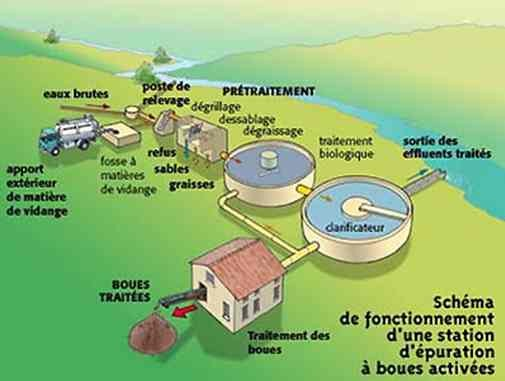 eaux brutes
poste de
relevage
PRÉTRAITEMENT
dégrillage
dessablage
dégraissage
refus
sables
graisses
apport
extérieur
de matière
de vidange
fosse à
matières
de vidange
traitement
biologique
sortie des
effluents traités
clarificateur
BOUES
TRAITÉES
Traitement des
boues
Schéma
de fonctionnement
d'une station
d'épuration
à boues activées